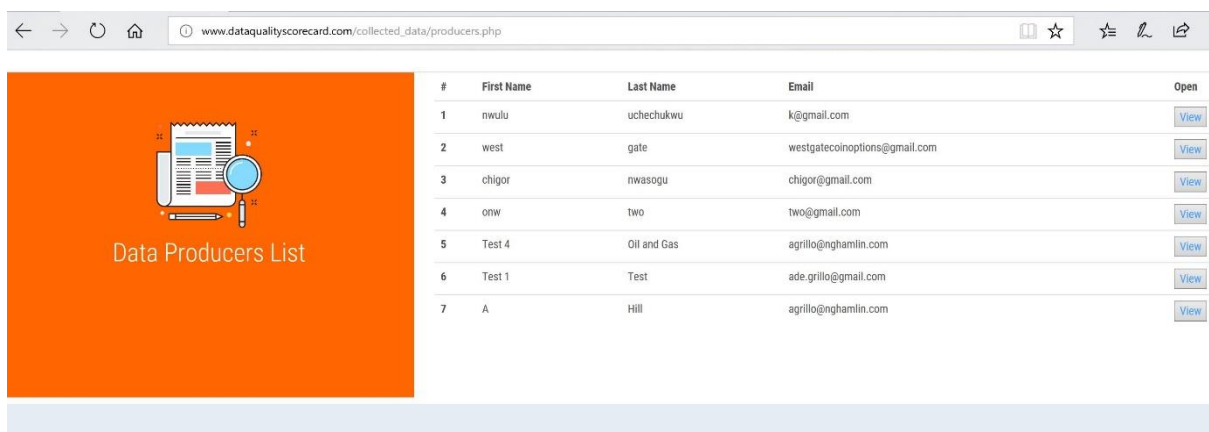 www.dataqualityscorecard.com/collected_data/producers.php
Data Producers List
# First Name Last Name Email Open
1 nwulu uchechukwu k@gmail.com View
2 west gate westgatecoinoptions@gmail.com View
3 chigor nwasogu chigor@gmail.com View
4 onw two two@gmail.com View
5 Test 4 Oil and Gas agrillo@nghamlin.com View
6 Test 1 Test ade.grillo@gmail.com View
7 A Hill agrillo@nghamlin.com View